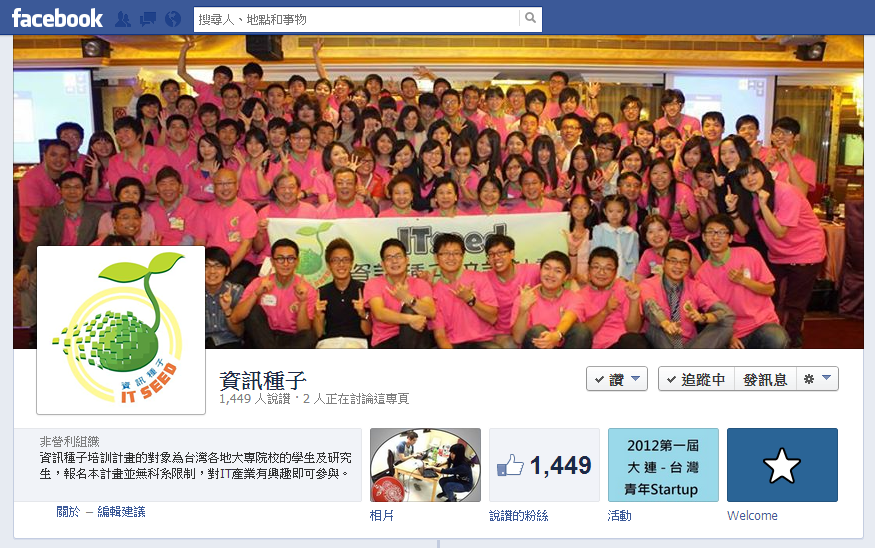 facebook
搜尋人、地點和事物
ITseed
資訊種子
IT SEED
資訊種子
1,449 人說讚 · 2 人正在討論這專頁
讚
追蹤中
發訊息
非營利組織
資訊種子培訓計畫的對象為台灣各地大專院校的學生及研究
生，報名本計畫並無科系限制，對IT產業有興趣即可參與。
關於 – 編輯建議
相片
1,449
說讚的粉絲
2012第一屆
大連-台灣
青年Startup
活動
Welcome